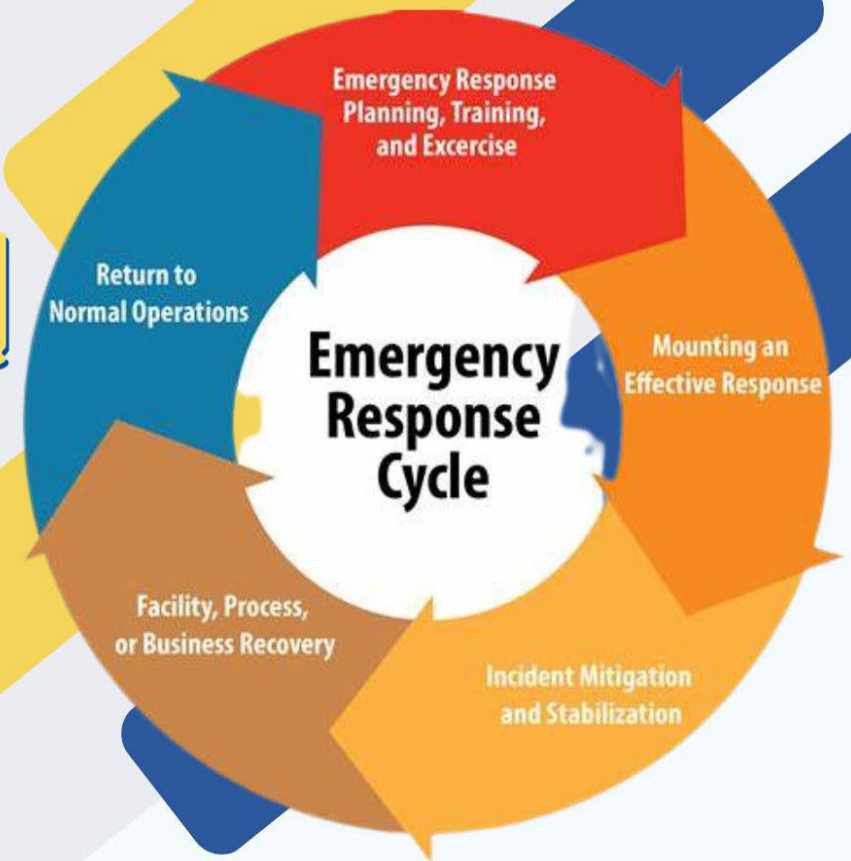 Emergency Response
Planning, Training,
and Excercise
Mounting an
Effective Response
Incident Mitigation
and Stabilization
Facility, Process,
or Business Recovery
Return to
Normal Operations
Emergency
Response
Cycle